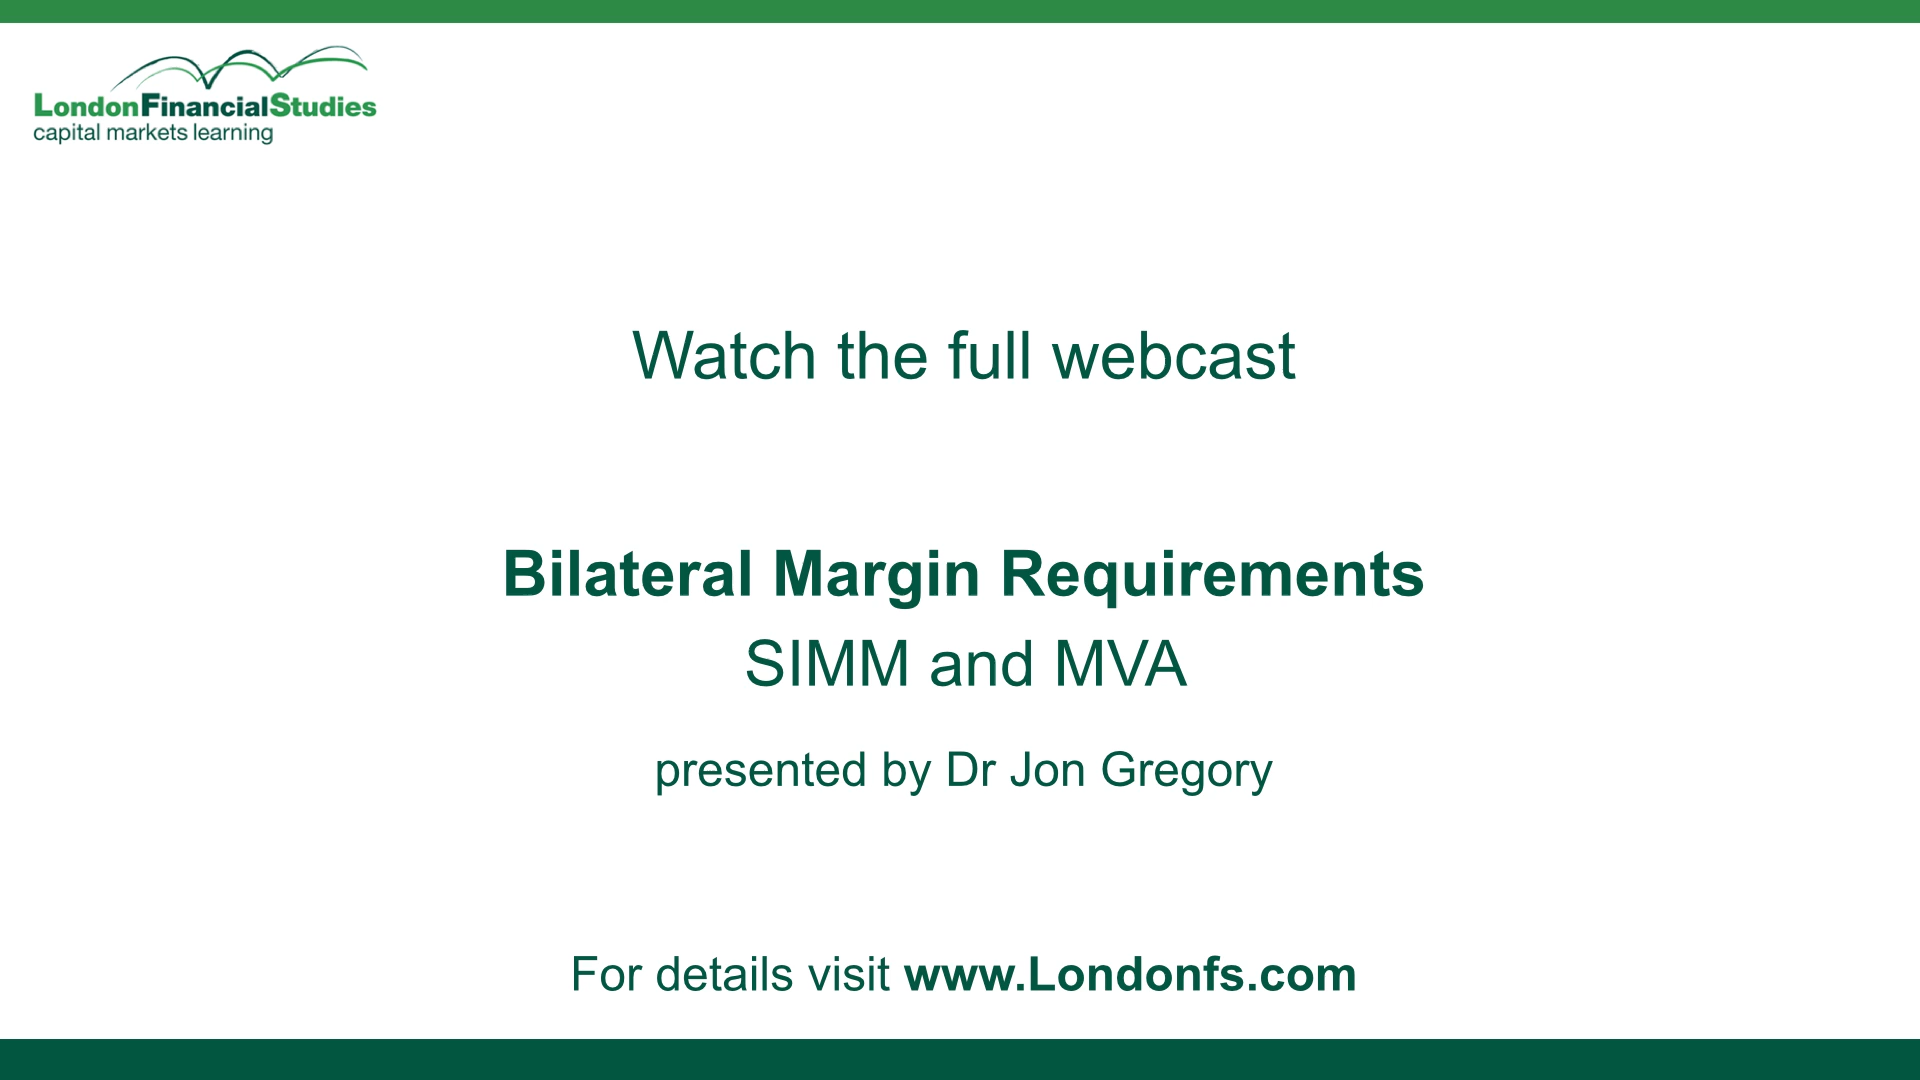 LondonFinancialStudies
capital markets learning
Watch the full webcast
Bilateral Margin Requirements
SIMM and MVA
presented by Dr Jon Gregory
For details visit www.Londonfs.com